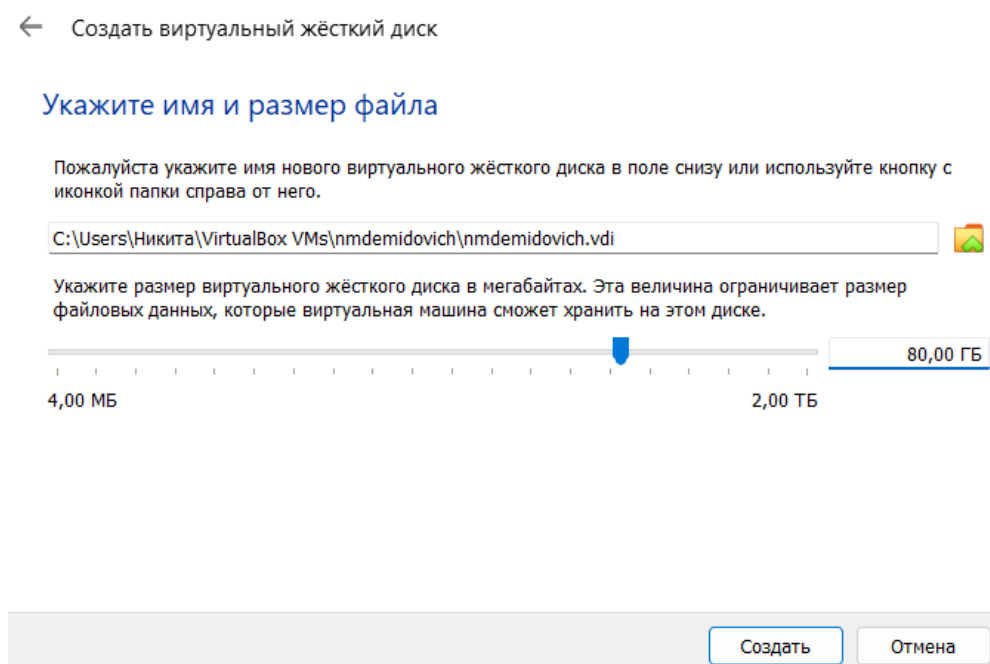 Создать виртуальный жёсткий диск
Укажите имя и размер файла
Пожалуйста укажите имя нового виртуального жёсткого диска в поле снизу или используйте кнопку с
иконкой папки справа от него.
C:\Users\Никита\VirtualBox VMs\nmdemidovich\nmdemidovich.vdi
Укажите размер виртуального жёсткого диска в мегабайтах. Эта величина ограничивает размер
файловых данных, которые виртуальная машина сможет хранить на этом диске.
80,00 ГБ
4,00 МБ 2,00 ТБ
Создать Отмена